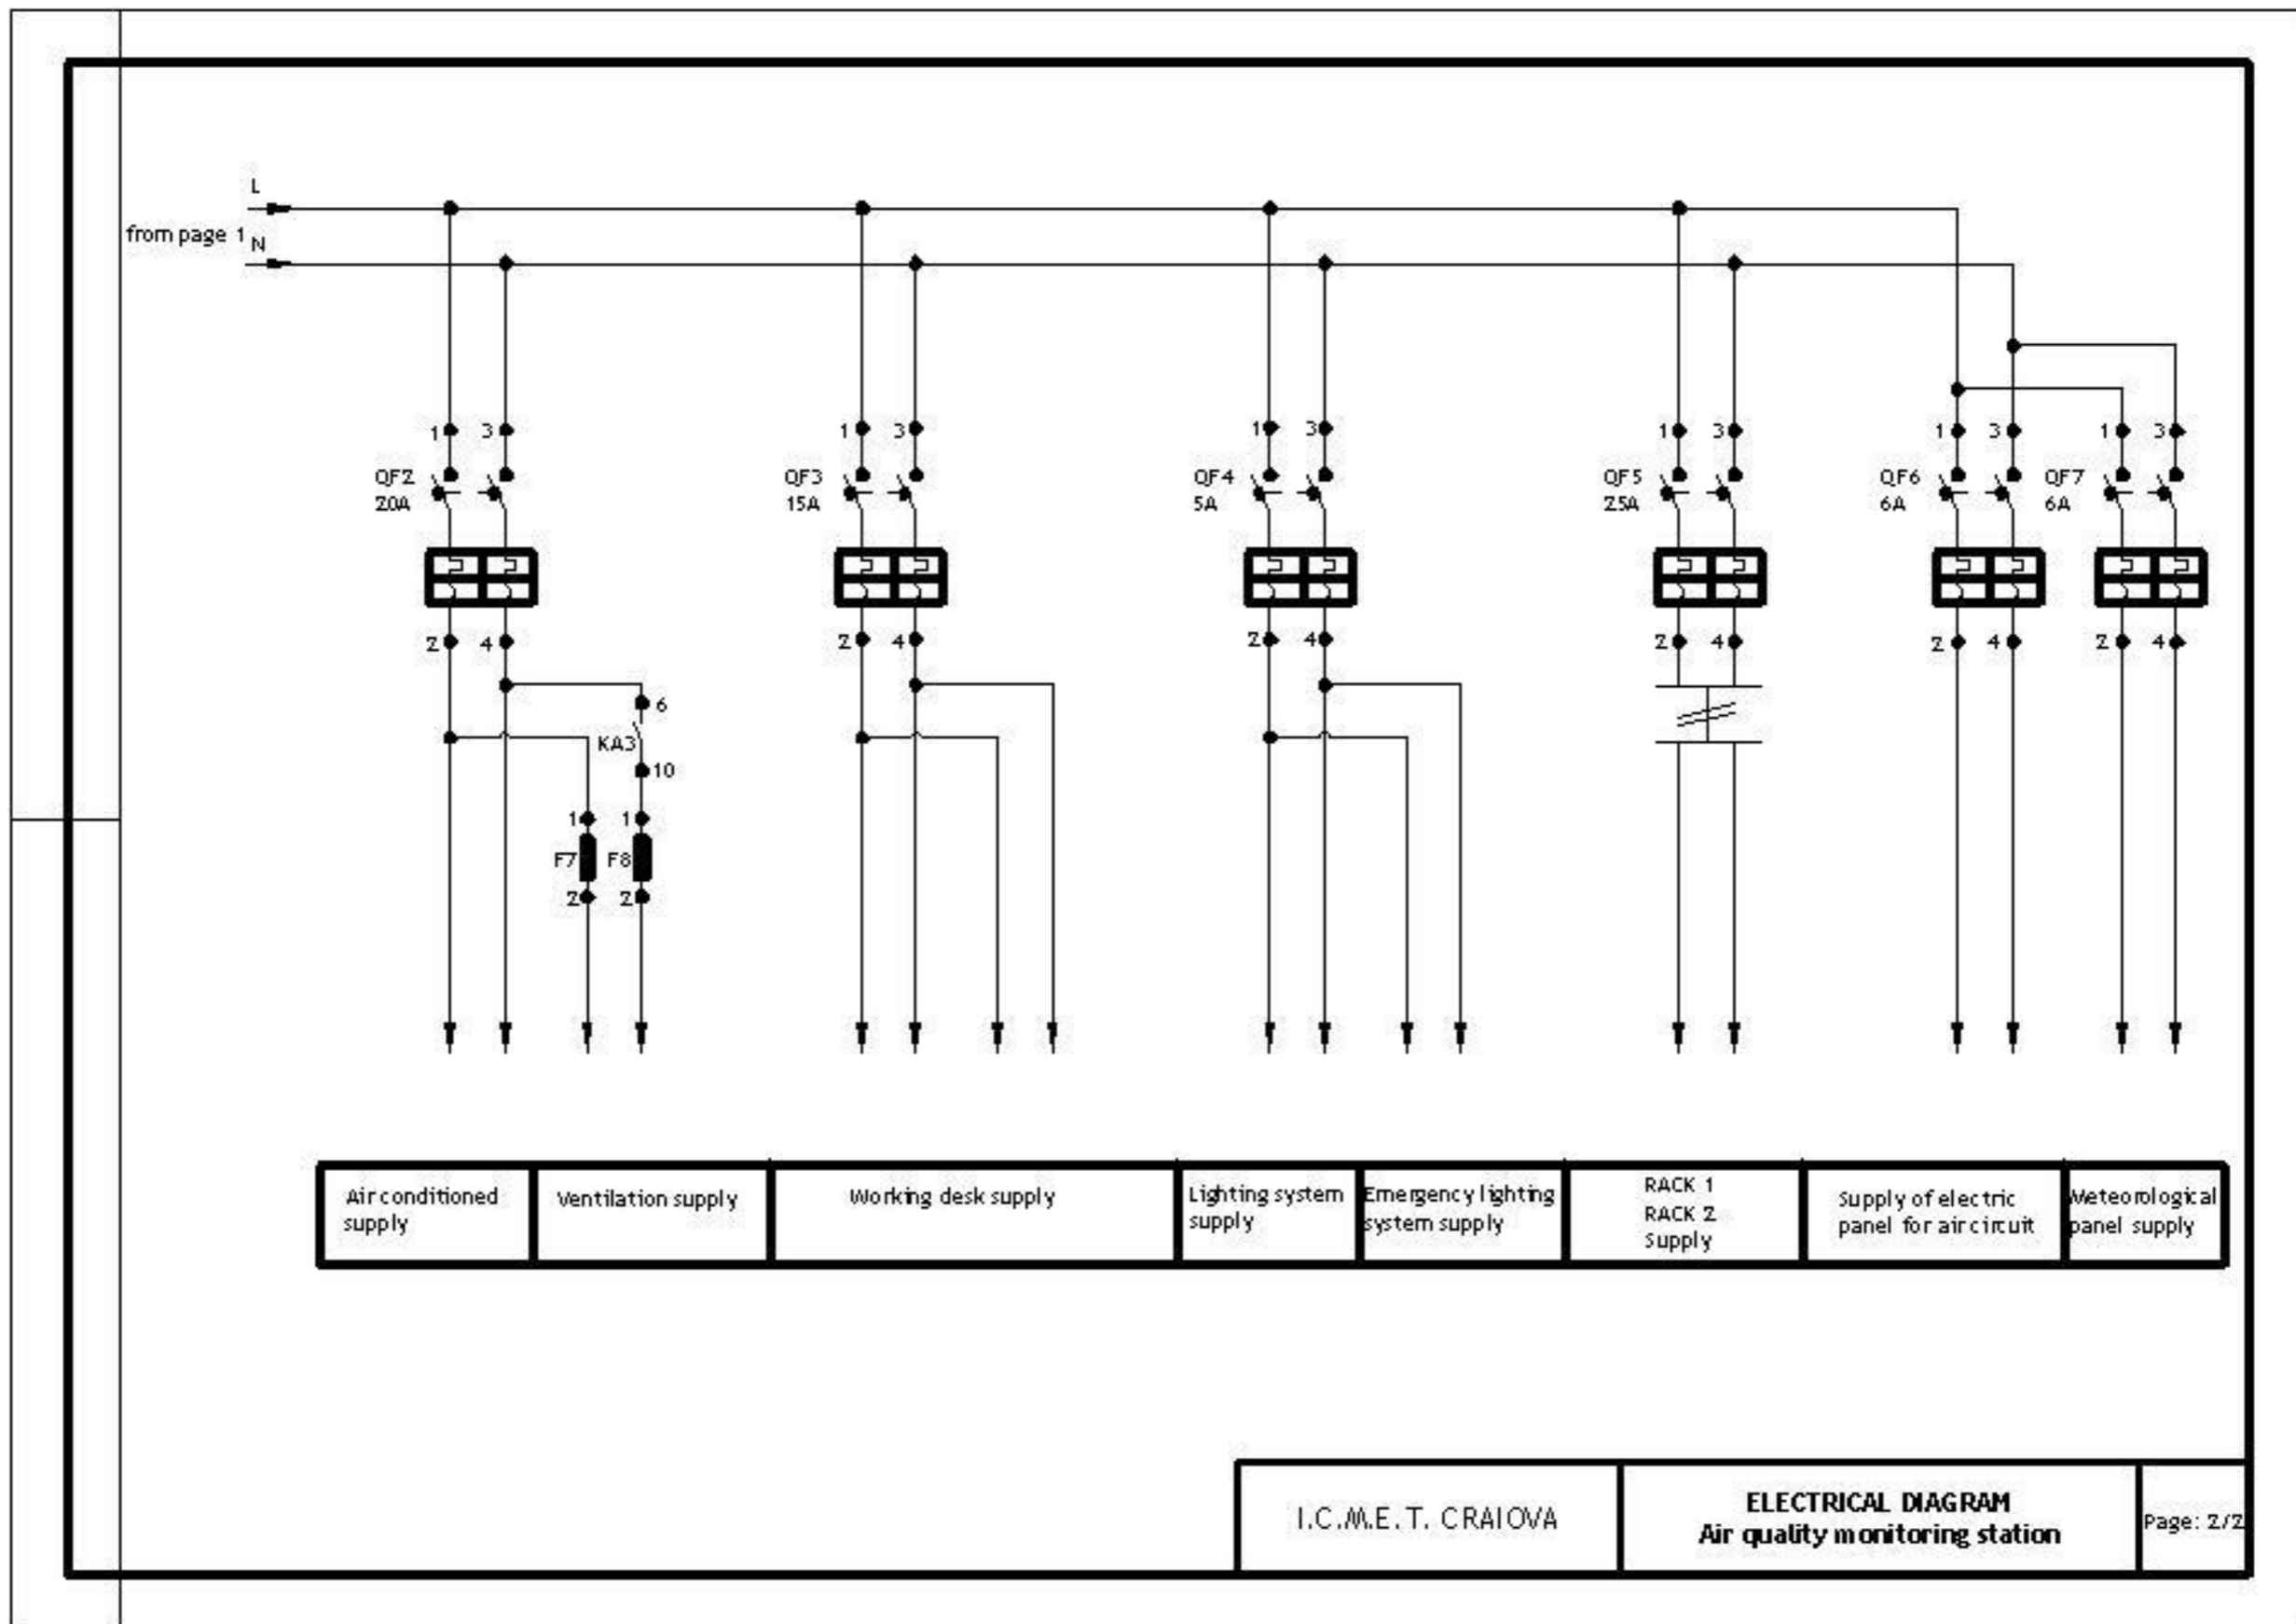 L
from page 1
N
1 3 1 3 1 3 1 3 1 3 1 3
QF2 QF3 QF4 QF5 QF6 QF7
20A 15A 5A 25A 6A 6A
2 4 2 4 2 4 2 4 2 4 2 4
6
KA3
10
1 1
F7 F8
2 2
Air conditioned
supply
Ventilation supply
Working desk supply
Lighting system
supply
Emergency lighting
system supply
RACK 1
RACK 2
Supply
Supply of electric
panel for air circuit
Meteorological
panel supply
I.C.M.E.T. CRAIOVA
ELECTRICAL DIAGRAM
Air quality monitoring station
Page: 2/2